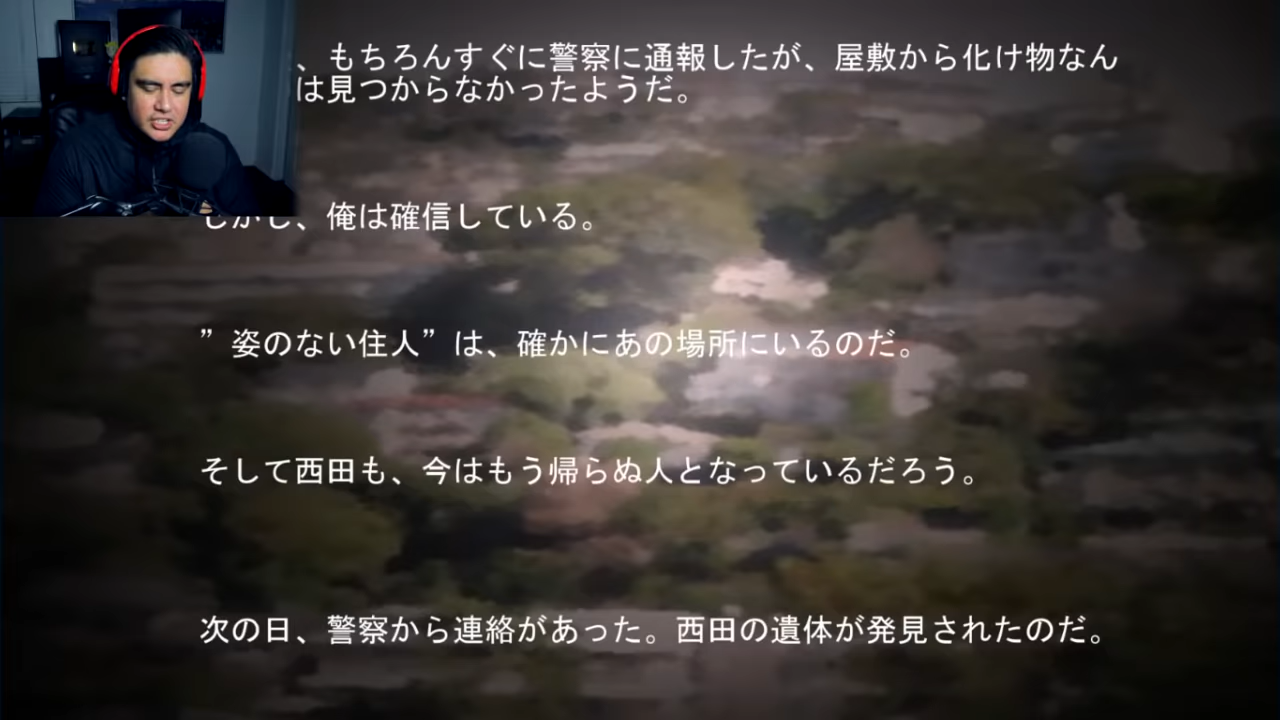 、もちろんすぐに警察に通報したが、屋敷から化け物なん
は見つからなかったようだ。
しかし、俺は確信している。
”姿のない住人”は、確かにあの場所にいるのだ。
そして西田も、今はもう帰らぬ人となっているだろう。
次の日、警察から連絡があった。西田の遺体が発見されたのだ。